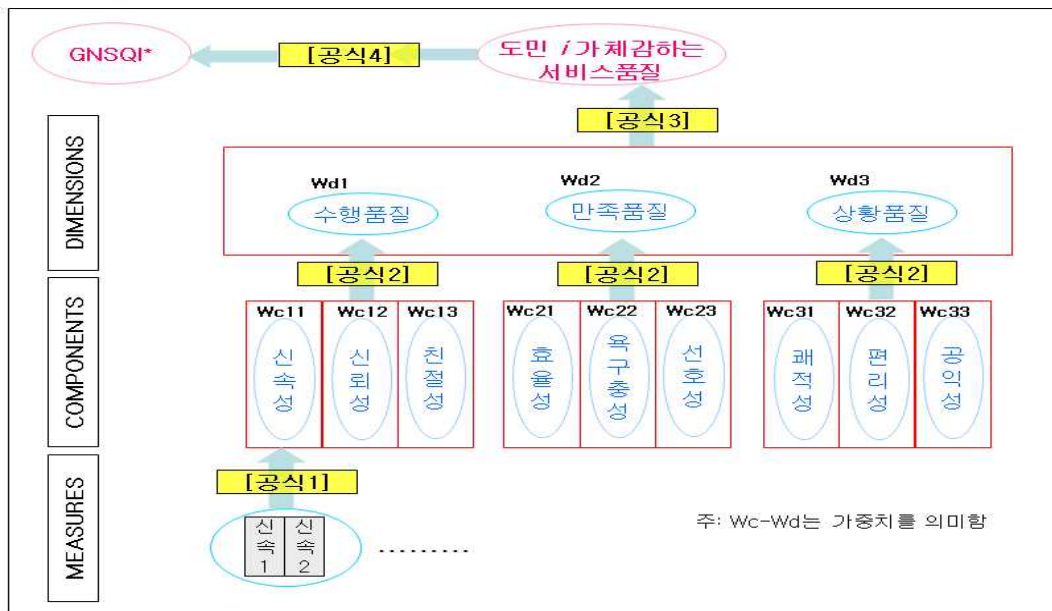 GNSQI*
[공식4]
도민 i가 체감하는
서비스품질
[공식3]
DIMENSIONS
Wd1
수행품질
Wd2
만족품질
Wd3
상황품질
[공식2]
[공식2]
[공식2]
COMPONENTS
Wc11
신속성
Wc12
신뢰성
Wc13
친절성
Wc21
효율성
Wc22
욕구충성
Wc23
선호성
Wc31
쾌적성
Wc32
편리성
Wc33
공익성
[공식1]
MEASURES
신속1
신속2
·········
주: Wc-Wd는 가중치를 의미함